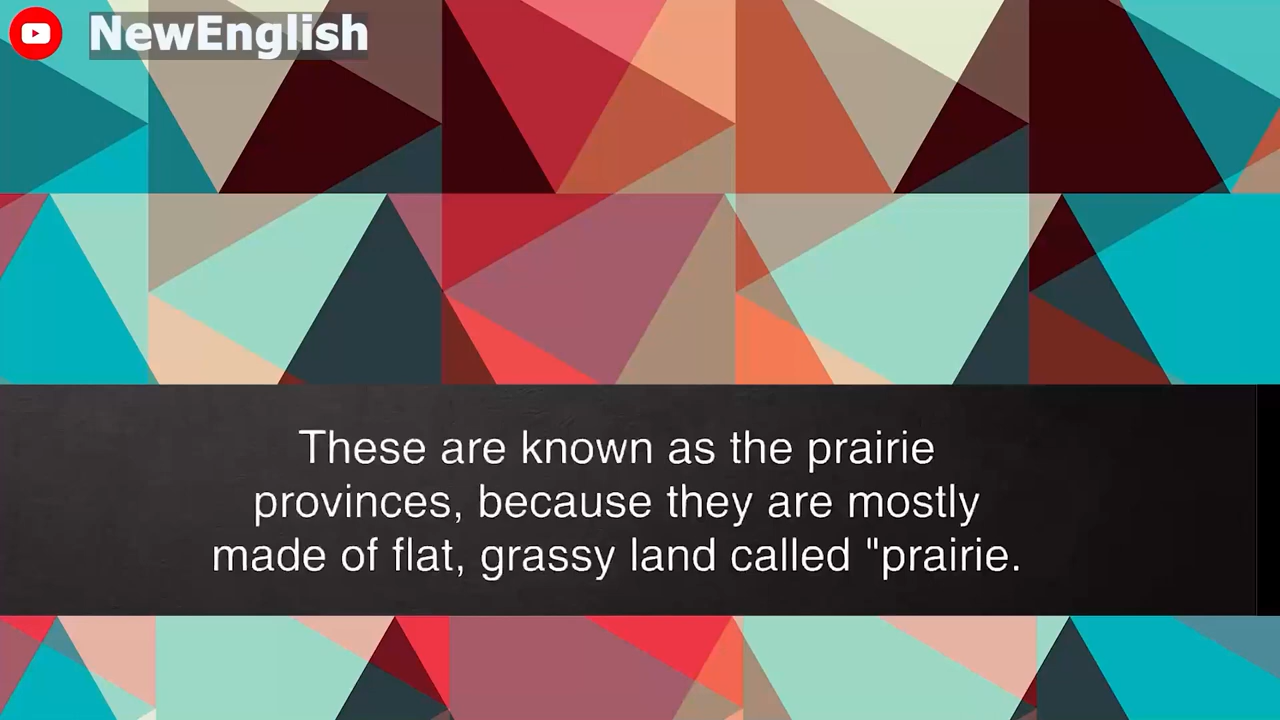 NewEnglish
These are known as the prairie
provinces, because they are mostly
made of flat, grassy land called "prairie.